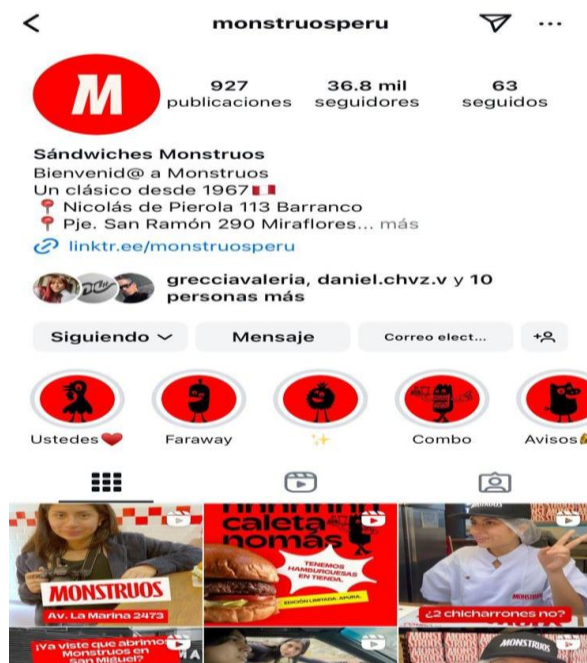 monstruosperu
M
927 36.8 mil 63
publicaciones seguidores seguidos
Sándwiches Monstruos
Bienvenid@ a Monstruos
Un clásico desde 1967
Nicolás de Pierola 113 Barranco
Pje. San Ramón 290 Miraflores... más
linktr.ee/monstruosperu
grecciavaleria, daniel.chvz.v y 10
personas más
Siguiendo Mensaje Correo elect...
Ustedes Faraway Combo Avisos
MONSTRUOS
Av. La Marina 2473
caleta
nomás
TENEMOS
HAMBURGUESAS
EN TIENDA.
EDICIÓN LIMITADA. APURA.
MONSTRUOS
¿2 chicharrones no?
¡Ya viste que abrimos
Monstruos en
San Miguel?
MONSTRUOS